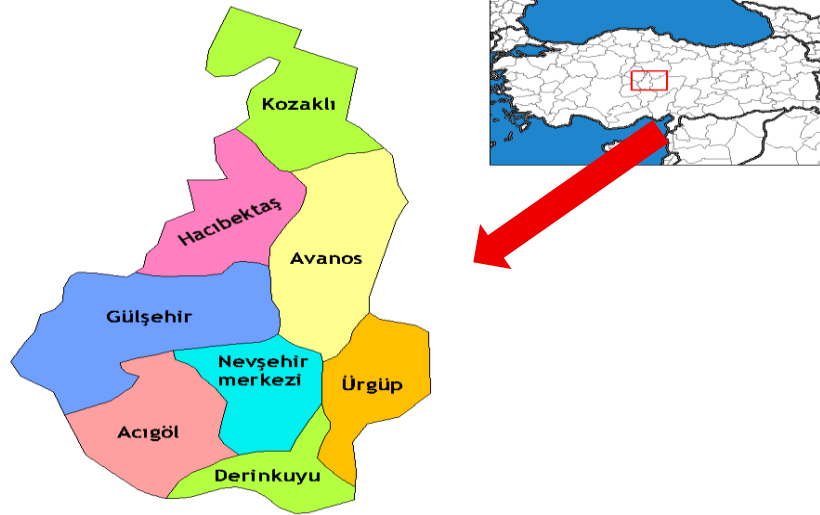 Kozaklı
Hacıbektaş
Avanos
Gülşehir
Nevşehir
merkezi
Ürgüp
Acıgöl
Derinkuyu